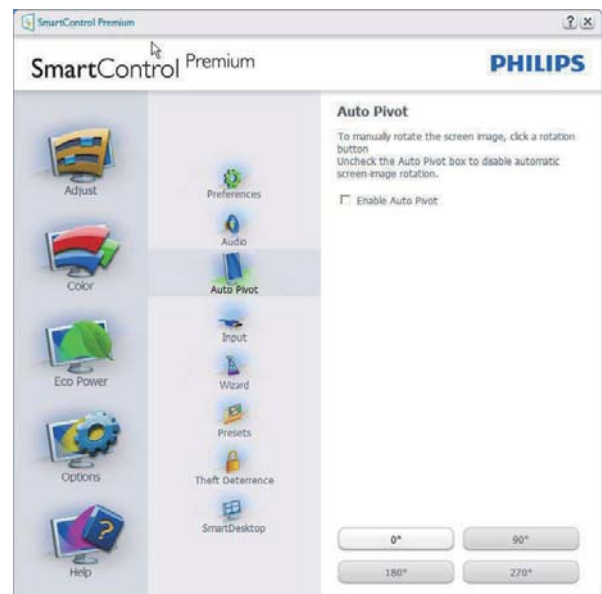 SmartControl Premium
? x
SmartControl Premium
PHILIPS
Adjust
Color
Eco Power
Options
Help
?
Preferences
Audio
Auto Pivot
Input
Wizard
Presets
Theft Deterrence
SmartDesktop
Auto Pivot
To manually rotate the screen image, click a rotation
button
Uncheck the Auto Pivot box to disable automatic
screen-image rotation.
Enable Auto Pivot
0°
90°
180°
270°